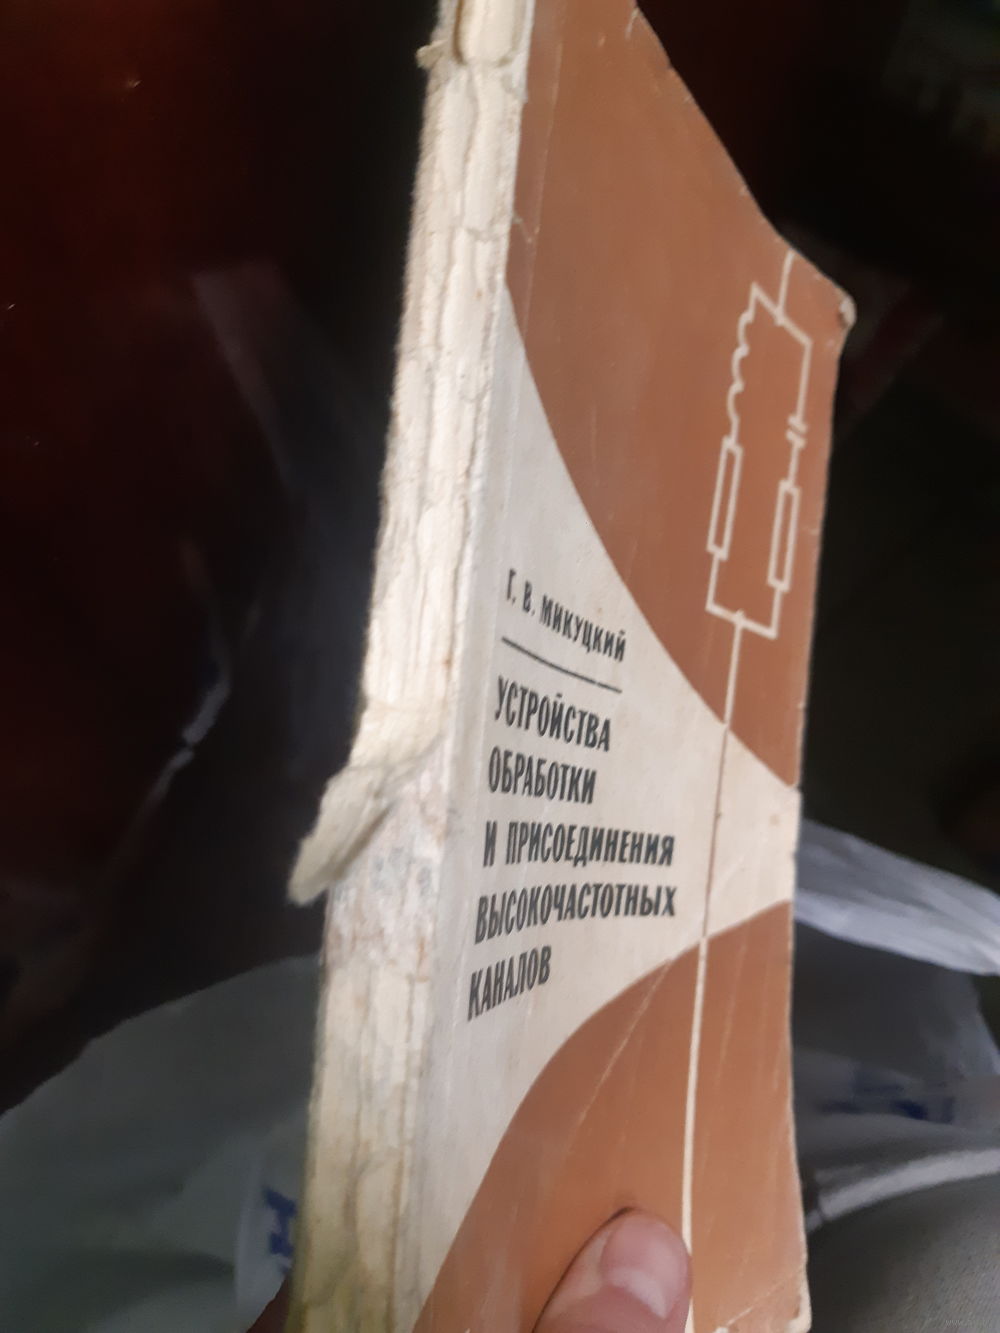 Г. В. МИКУЦКИЙ
УСТРОЙСТВА
ОБРАБОТКИ
И ПРИСОЕДИНЕНИЯ
ВЫСОКОЧАСТОТНЫХ
КАНАЛОВ